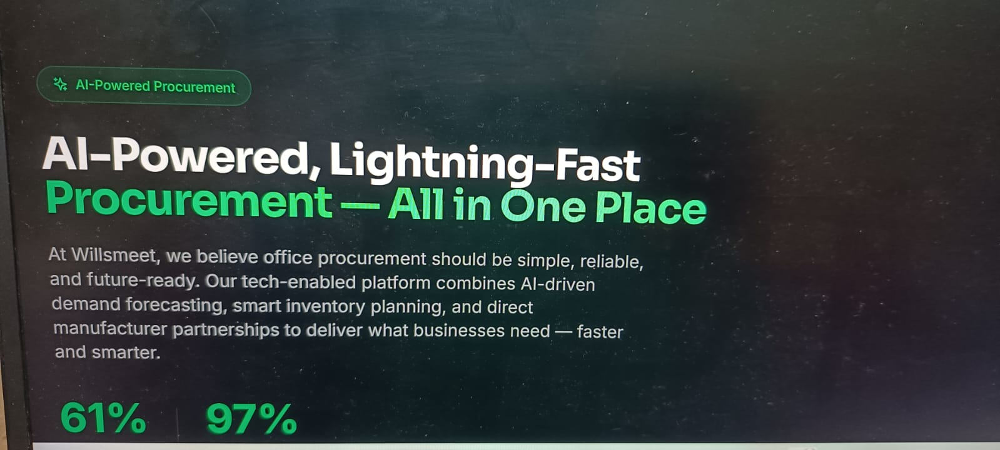 AI-Powered Procurement
AI-Powered, Lightning-Fast
Procurement — All in One Place
At Willsmeet, we believe office procurement should be simple, reliable,
and future-ready. Our tech-enabled platform combines AI-driven
demand forecasting, smart inventory planning, and direct
manufacturer partnerships to deliver what businesses need — faster
and smarter.
61% 97%